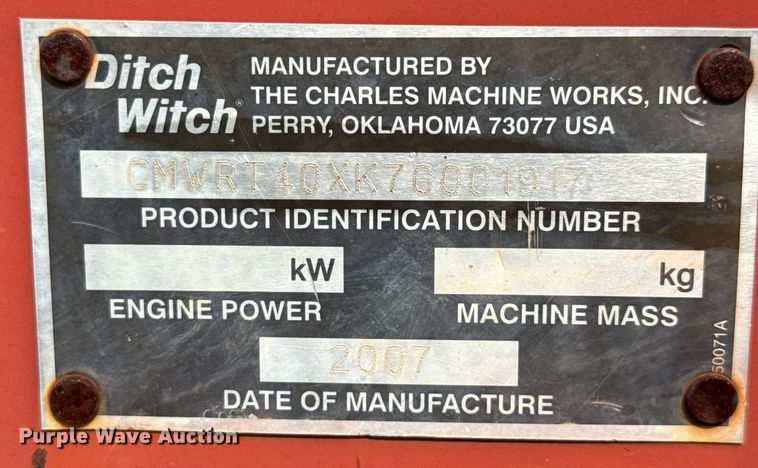 Ditch Witch®
MANUFACTURED BY
THE CHARLES MACHINE WORKS, INC.
PERRY, OKLAHOMA 73077 USA
CMWRT40XK70001917
PRODUCT IDENTIFICATION NUMBER
kW
ENGINE POWER
kg
MACHINE MASS
2007
DATE OF MANUFACTURE
50071A
Purple Wave Auction